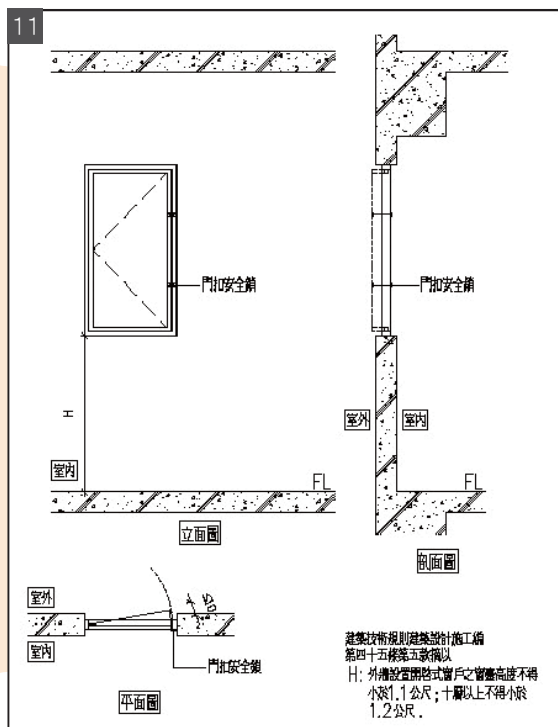 11
門扣安全鎖
門扣安全鎖
H
室外
室內
室內
FL
FL
立面圖
剖面圖
室外
室內
0.15
門扣安全鎖
平面圖
建築技術規則建築設計施工編
第四十五條第五款摘以
H: 外牆設置開啓式窗戶之窗臺高度不得
小於1.1公尺；十層以上不得小於
1.2公尺.